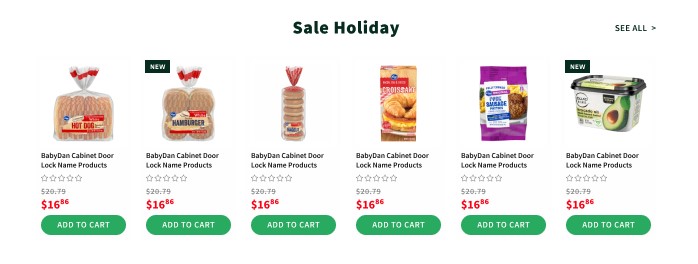 Sale Holiday
SEE ALL >
NEW
NEW
HOT DOG
HAMBURGER
CROISSANT
SAUSAGE
BabyDan Cabinet Door
Lock Name Products
$20.79
$16.86
ADD TO CART
BabyDan Cabinet Door
Lock Name Products
$20.79
$16.86
ADD TO CART
BabyDan Cabinet Door
Lock Name Products
$20.79
$16.86
ADD TO CART
BabyDan Cabinet Door
Lock Name Products
$20.79
$16.86
ADD TO CART
BabyDan Cabinet Door
Lock Name Products
$20.79
$16.86
ADD TO CART
BabyDan Cabinet Door
Lock Name Products
$20.79
$16.86
ADD TO CART